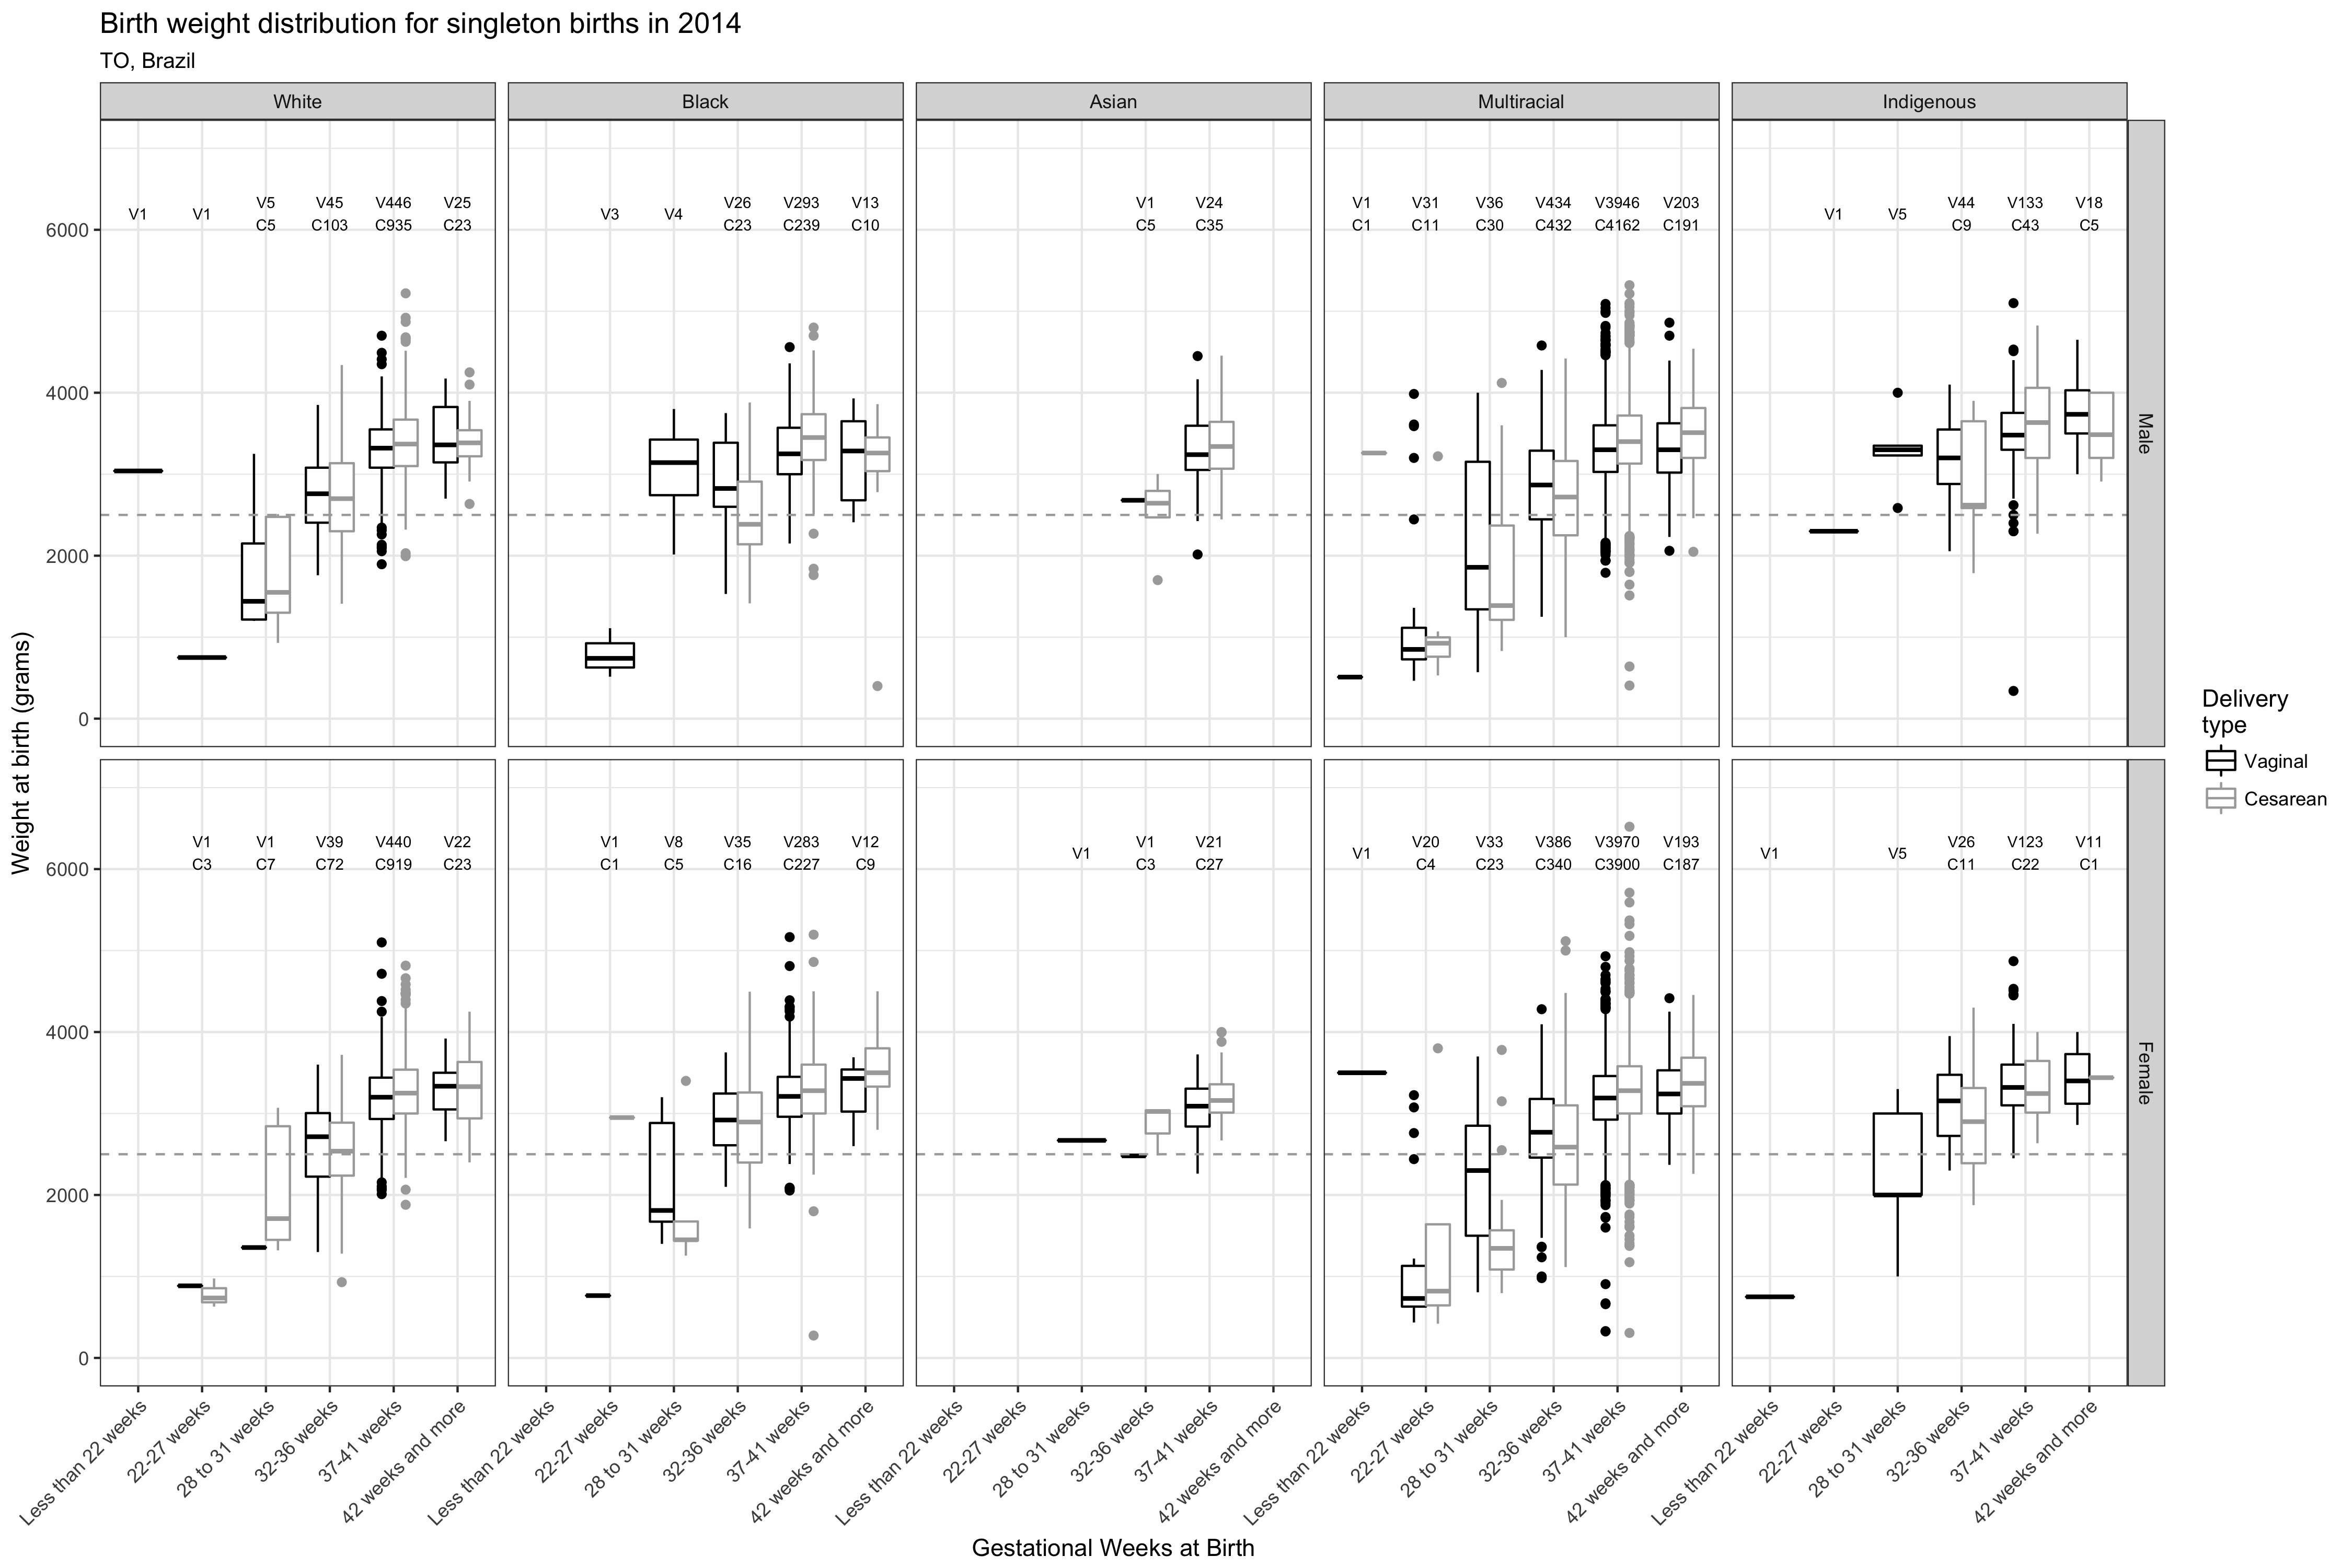 Birth weight distribution for singleton births in 2014
TO, Brazil
White Black Asian Multiracial Indigenous
V5 V45 V446 V25 V26 V293 V13 V1 V24 V1 V31 V36 V434 V3946 V203 V44 V133 V18
V1 V1 V3 V4 V1 V5
C5 C103 C935 C23 C23 C239 C10 C5 C35 C1 C11 C30 C432 C4162 C191 C9 C43 C5
6000
4000
2000
0
Male
V1 V1 V39 V440 V22 V1 V8 V35 V283 V12 V1 V21 V20 V33 V386 V3970 V193 V26 V123 V11
V1 V1 V1 V5
C3 C7 C72 C919 C23 C1 C5 C16 C227 C9 C3 C27 C4 C23 C340 C3900 C187 C11 C22 C1
6000
4000
2000
0
Female
Weight at birth (grams)
Less than 22 weeks
22-27 weeks
28 to 31 weeks
32-36 weeks
37-41 weeks
42 weeks and more
Less than 22 weeks
22-27 weeks
28 to 31 weeks
32-36 weeks
37-41 weeks
42 weeks and more
Less than 22 weeks
22-27 weeks
28 to 31 weeks
32-36 weeks
37-41 weeks
42 weeks and more
Less than 22 weeks
22-27 weeks
28 to 31 weeks
32-36 weeks
37-41 weeks
42 weeks and more
Less than 22 weeks
22-27 weeks
28 to 31 weeks
32-36 weeks
37-41 weeks
42 weeks and more
Gestational Weeks at Birth
Delivery
type
Vaginal
Cesarean